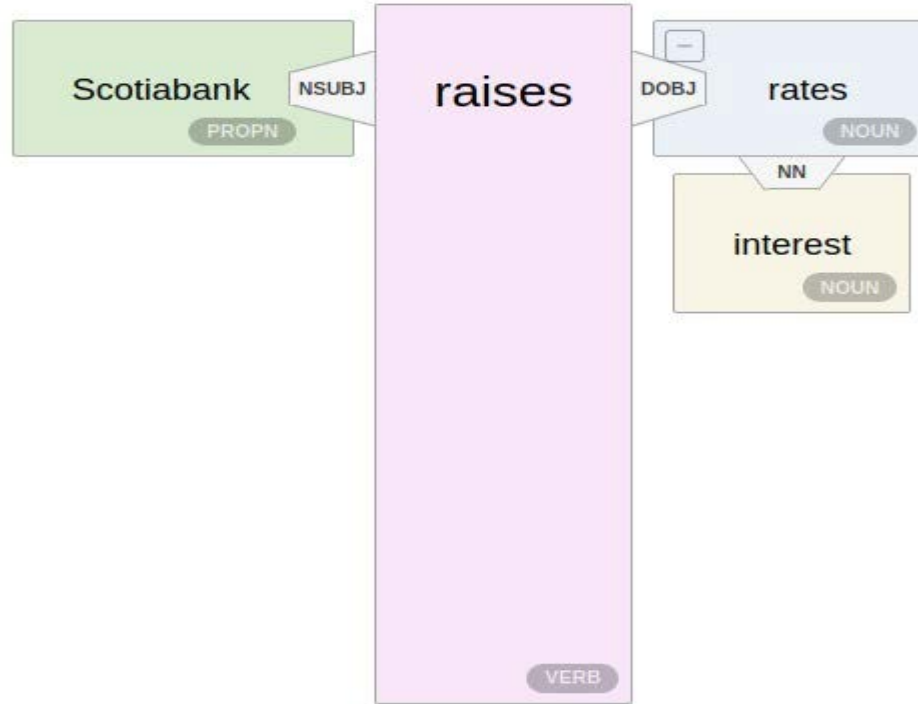 Scotiabank NSUBJ raises DOBJ rates
PROPN NOUN
NN
interest
NOUN
VERB